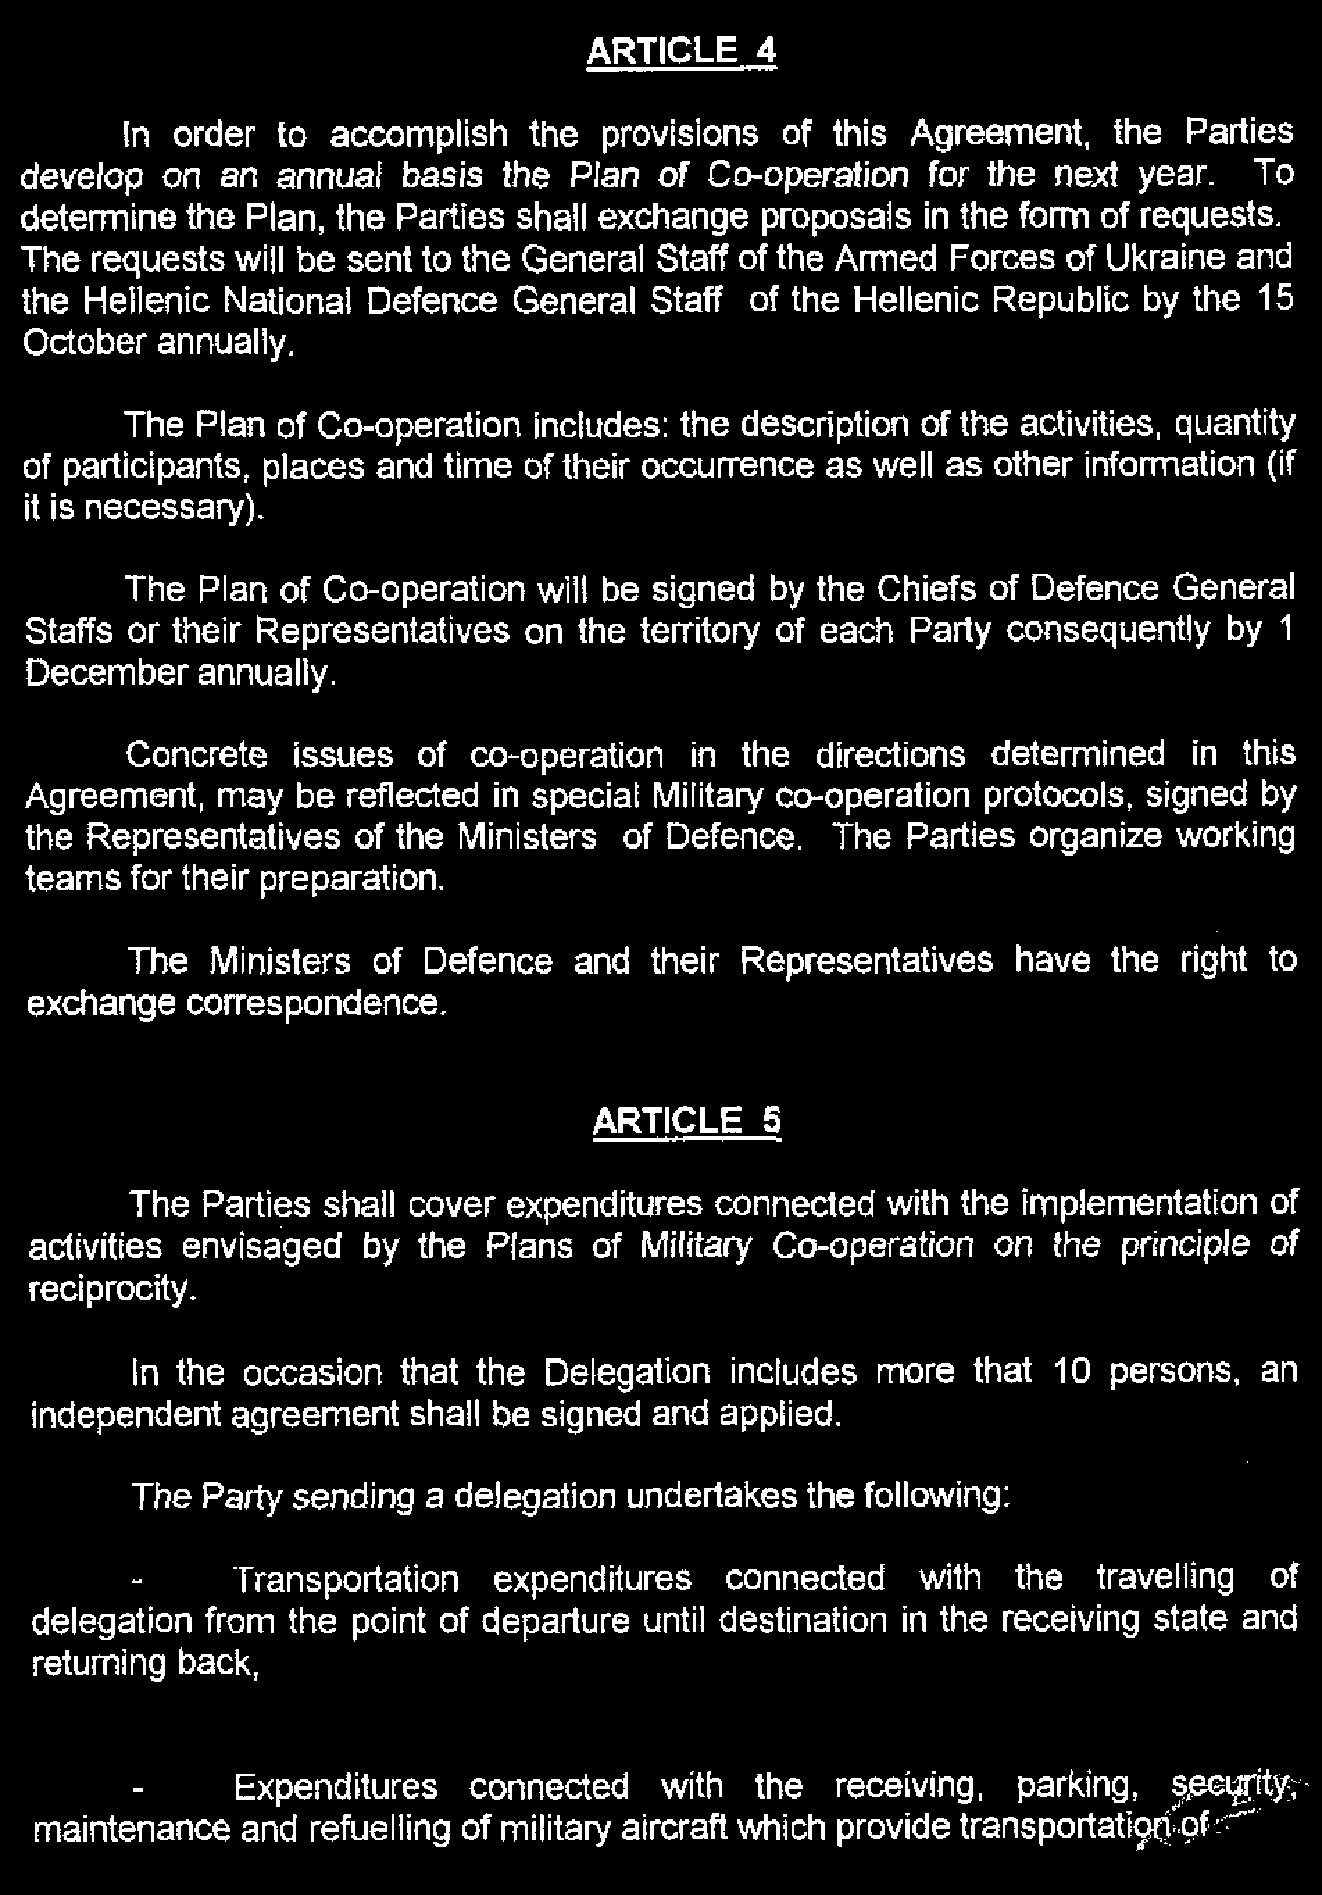 ARTICLE 4
In order to accomplish the provisions of this Agreement, the Parties
develop on an annual basis the Plan of Co-operation for the next year. To
determine the Plan, the Parties shall exchange proposals in the form of requests.
The requests will be sent to the General Staff of the Armed Forces of Ukraine and
the Hellenic National Defence General Staff of the Hellenic Republic by the 15
October annually.
The Plan of Co-operation includes: the description of the activities, quantity
of participants, places and time of their occurrence as well as other information (if
it is necessary).
The Plan of Co-operation will be signed by the Chiefs of Defence General
Staffs or their Representatives on the territory of each Party consequently by 1
December annually.
Concrete issues of co-operation in the directions determined in this
Agreement, may be reflected in special Military co-operation protocols, signed by
the Representatives of the Ministers of Defence. The Parties organize working
teams for their preparation.
The Ministers of Defence and their Representatives have the right to
exchange correspondence.
ARTICLE 5
The Parties shall cover expenditures connected with the implementation of
activities envisaged by the Plans of Military Co-operation on the principle of
reciprocity.
In the occasion that the Delegation includes more that 10 persons, an
independent agreement shall be signed and applied.
The Party sending a delegation undertakes the following:
- Transportation expenditures connected with the travelling of
delegation from the point of departure until destination in the receiving state and
returning back,
- Expenditures connected with the receiving, parking, security,
maintenance and refuelling of military aircraft which provide transportation of